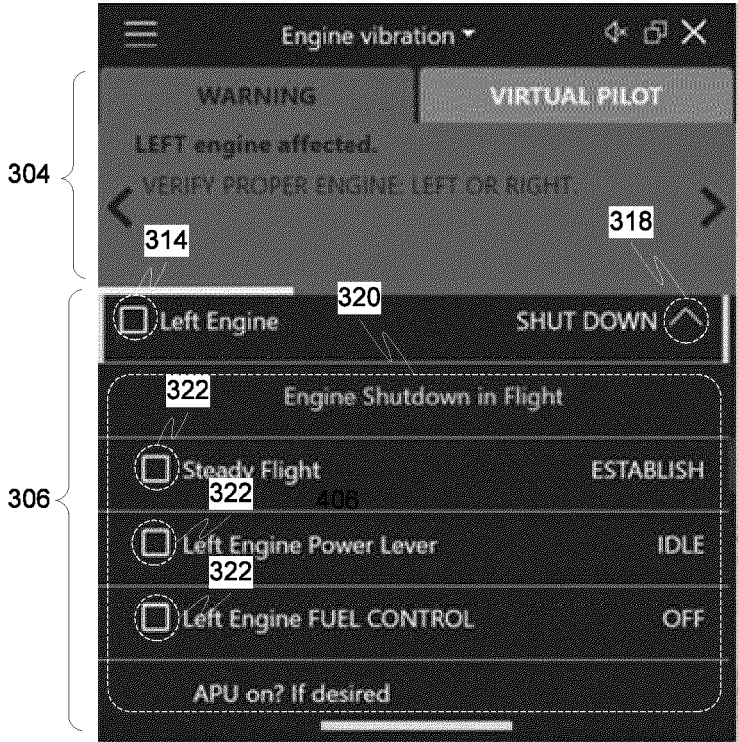 Engine vibration
WARNING VIRTUAL PILOT
LEFT engine affected.
304
VERIFY PROPER ENGINE: LEFT OR RIGHT.
314 318
320
Left Engine SHUT DOWN
322 Engine Shutdown in Flight
Steady Flight ESTABLISH
306 322 406
Left Engine Power Lever IDLE
322
Left Engine FUEL CONTROL OFF
APU on? If desired